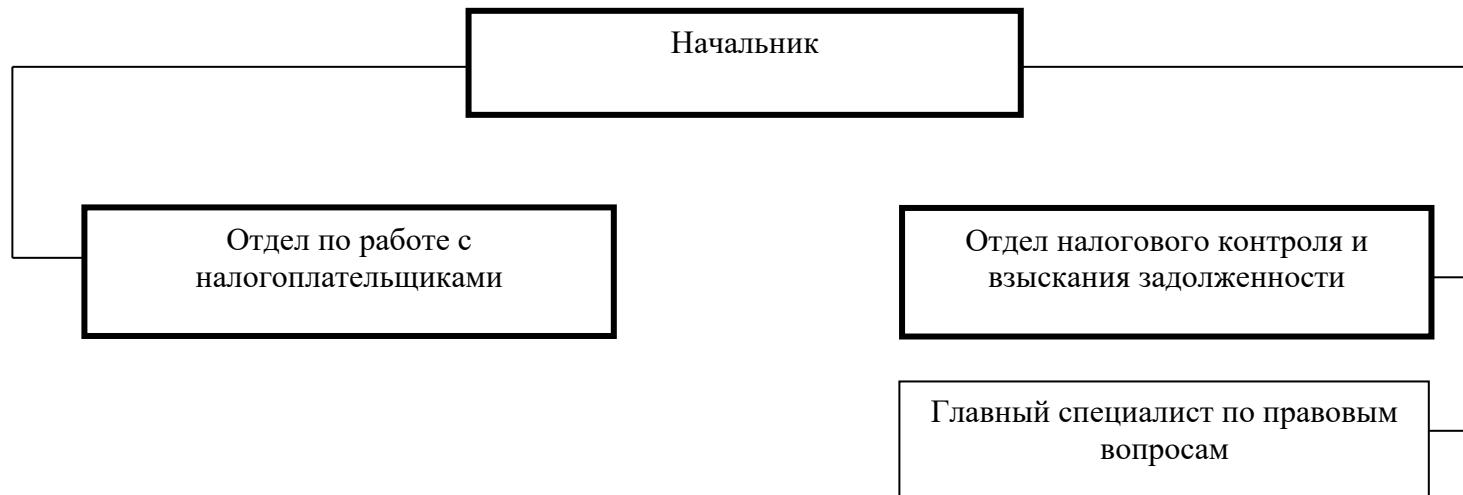 Начальник
Отдел по работе с
налогоплательщиками
Отдел налогового контроля и
взыскания задолженности
Главный специалист по правовым
вопросам